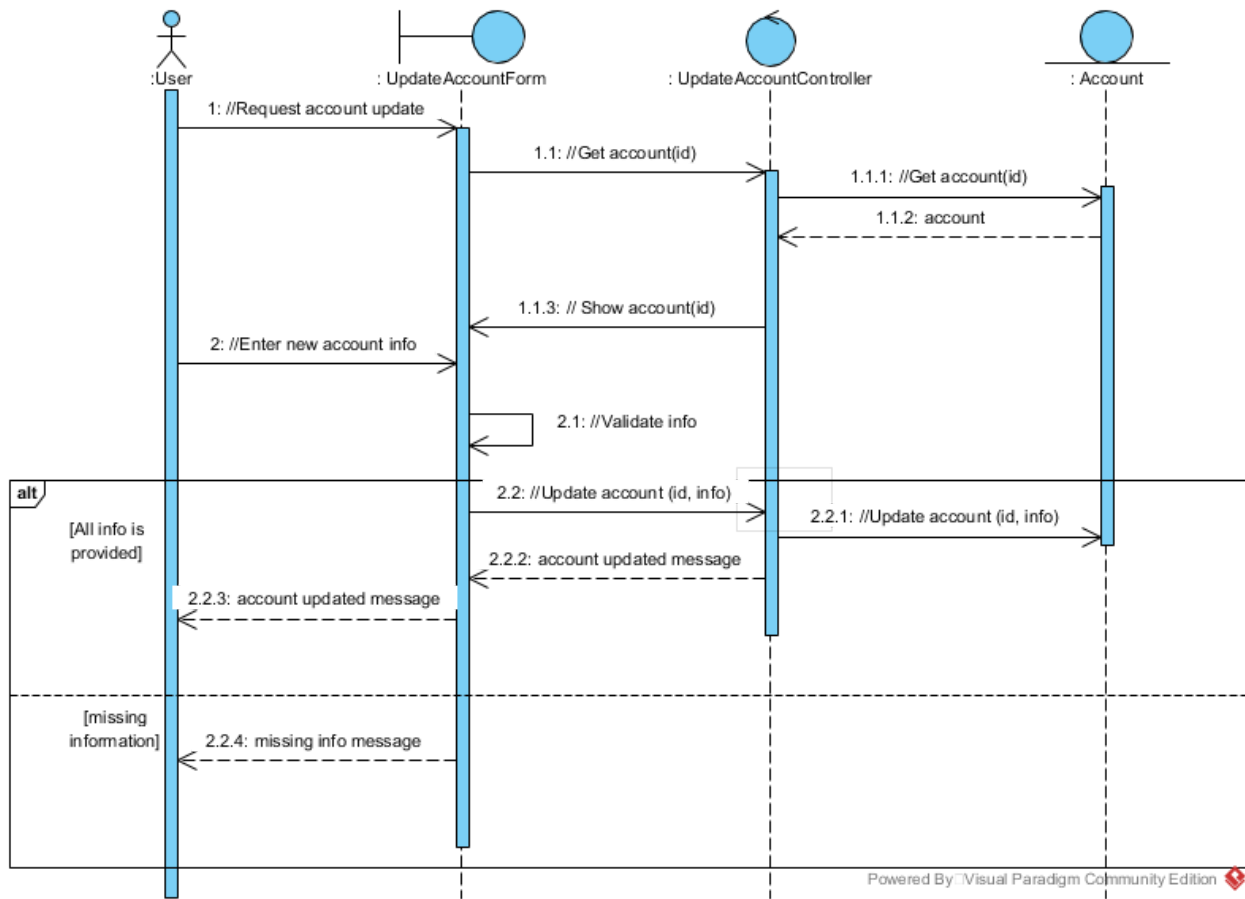 :User
: UpdateAccountForm
: UpdateAccountController
: Account
1: //Request account update
1.1: //Get account(id)
1.1.1: //Get account(id)
1.1.2: account
1.1.3: // Show account(id)
2: //Enter new account info
2.1: //Validate info
alt
2.2: //Update account (id, info)
[All info is
provided]
2.2.1: //Update account (id, info)
2.2.2: account updated message
2.2.3: account updated message
[missing
information]
2.2.4: missing info message
Powered By Visual Paradigm Community Edition